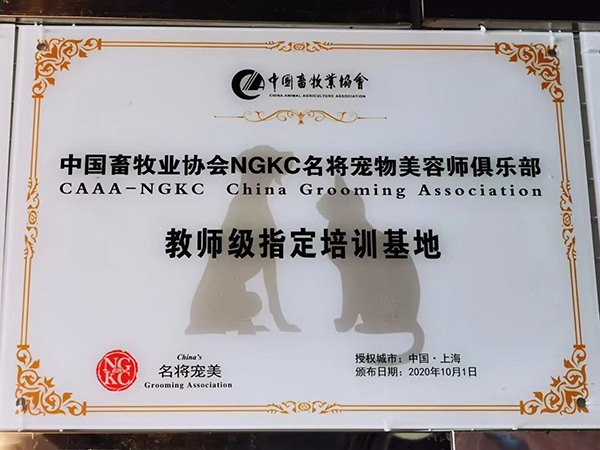 中国畜牧業協會
CHINA ANIMAL AGRICULTURE ASSOCIATION
中国畜牧业协会NGKC名将宠物美容师俱乐部
CAAA-NGKC China Grooming Association
教师级指定培训基地
NG
KC
China's
名将宠美
Grooming Association
授权城市：中国·上海
颁布日期：2020年10月1日